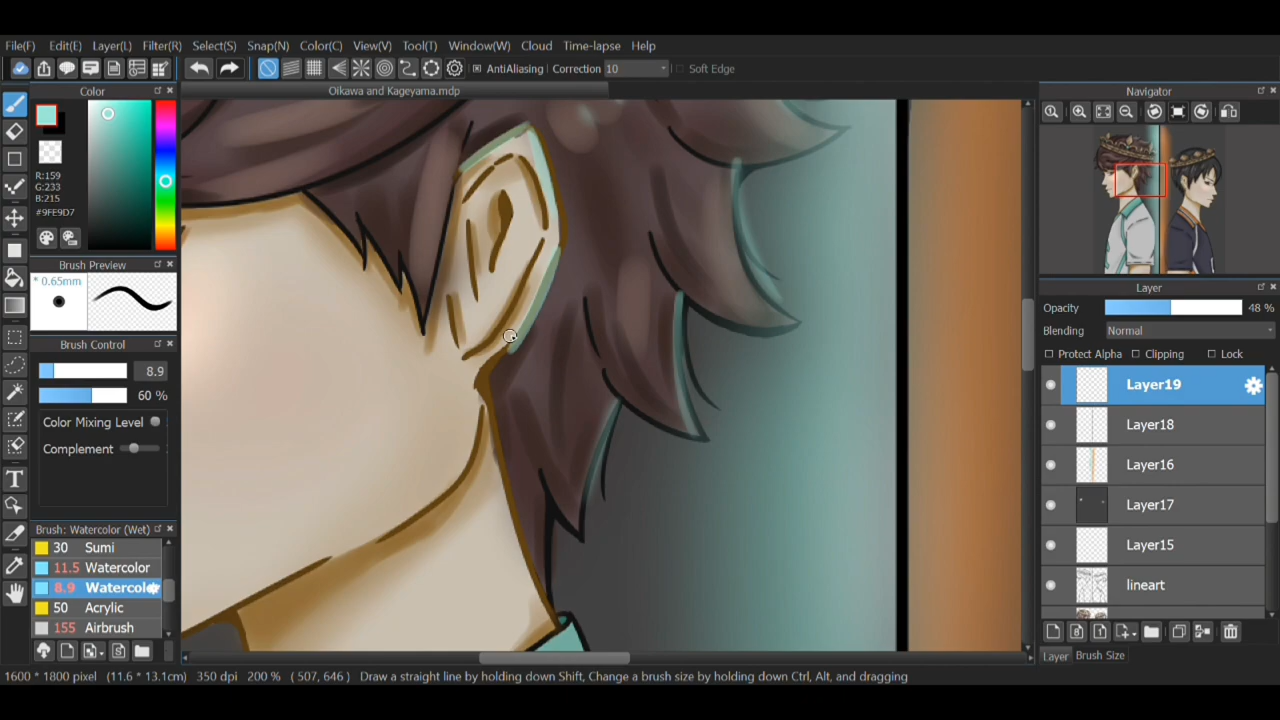 File(F) Edit(E) Layer(L) Filter(R) Select(S) Snap(N) Color(C) View(V) Tool(T) Window(W) Cloud Time-lapse Help
AntiAliasing Correction 10 Soft Edge
Color
Oikawa and Kageyama.mdp
Navigator
R:159
G:233
B:215
#9FE9D7
Brush Preview
* 0.65mm
Layer
Opacity 48 %
Blending Normal
Brush Control
Protect Alpha Clipping Lock
8.9
60 %
Layer19
Color Mixing Level
Layer18
Complement
Layer16
Layer17
Brush: Watercolor (Wet)
30 Sumi
Layer15
11.5 Watercolor
8.9 Watercolo
lineart
50 Acrylic
155 Airbrush
Layer Brush Size
1600 * 1800 pixel (11.6 * 13.1cm) 350 dpi 200 % ( 507, 646 ) Draw a straight line by holding down Shift, Change a brush size by holding down Ctrl, Alt, and dragging